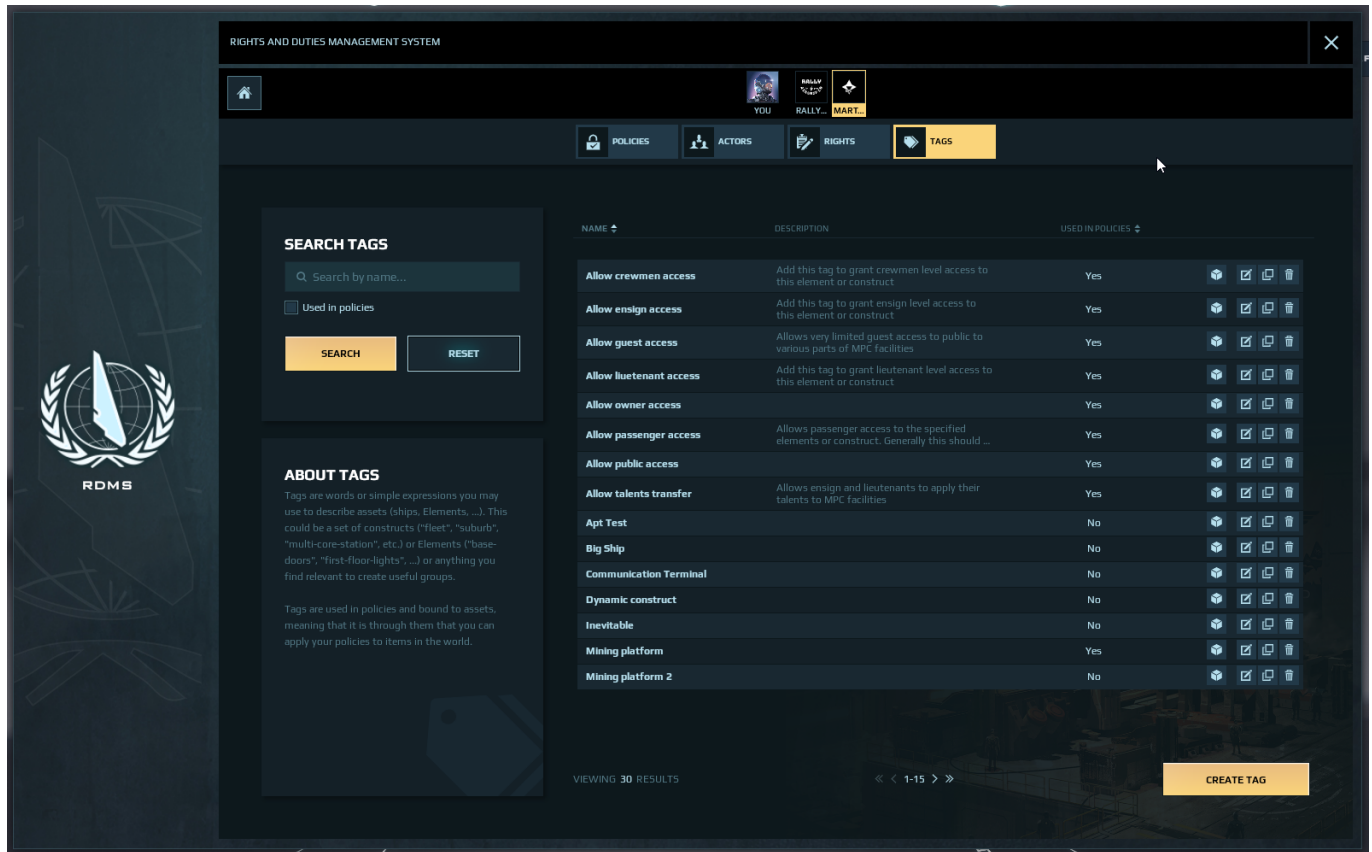 RIGHTS AND DUTIES MANAGEMENT SYSTEM
YOU
RALLY...
MART...
POLICIES
ACTORS
RIGHTS
TAGS
RDMS
SEARCH TAGS
Search by name...
Used in policies
SEARCH
RESET
ABOUT TAGS
Tags are words or simple expressions you may
use to describe assets (ships, Elements, ...). This
could be a set of constructs ("fleet", "suburb",
"multi-core-station", etc.) or Elements ("base-
doors", "first-floor-lights", ...) or anything you
find relevant to create useful groups.
Tags are used in policies and bound to assets,
meaning that it is through them that you can
apply your policies to items in the world.
NAME DESCRIPTION USED IN POLICIES
Allow crewmen access Add this tag to grant crewmen level access to Yes
this element or construct
Allow ensign access Add this tag to grant ensign level access to Yes
this element or construct
Allow guest access Allows very limited guest access to public to Yes
various parts of MPC facilities
Allow liuetenant access Add this tag to grant lieutenant level access to Yes
this element or construct
Allow owner access Yes
Allow passenger access Allows passenger access to the specified Yes
elements or construct. Generally this should ...
Allow public access Yes
Allow talents transfer Allows ensign and lieutenants to apply their Yes
talents to MPC facilities
Apt Test No
Big Ship No
Communication Terminal No
Dynamic construct No
Inevitable No
Mining platform Yes
Mining platform 2 No
VIEWING 30 RESULTS
1-15
CREATE TAG